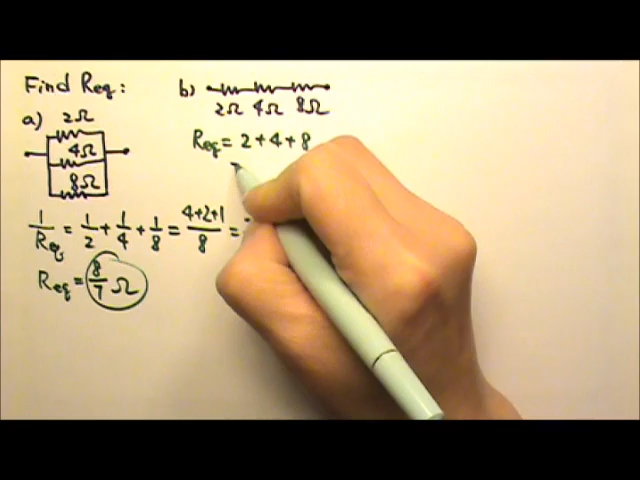 Find Req:
a)
2Ω
4Ω
8Ω
1/Req = 1/2 + 1/4 + 1/8 = 4+2+1/8 =
Req = 8/7 Ω
b)
2Ω 4Ω 8Ω
Req = 2+4+8